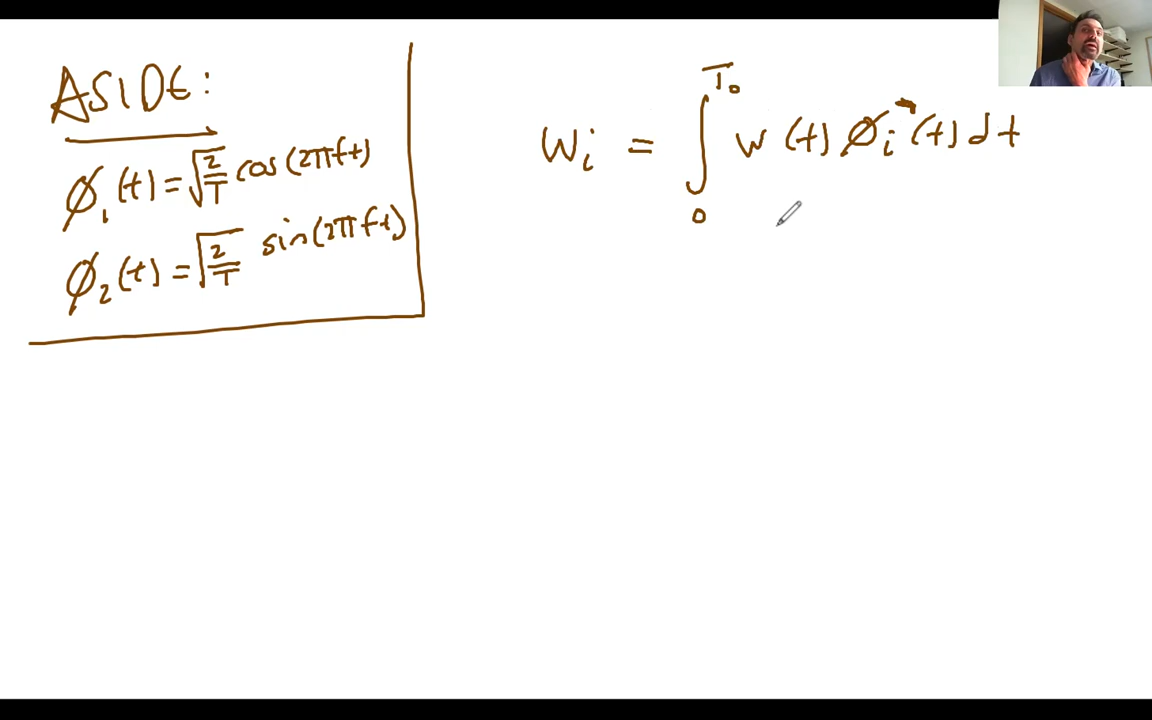 ASIDE:
ϕ₁(t) = √(2/T) cos(2πft)
ϕ₂(t) = √(2/T) sin(2πft)
wᵢ = ∫₀^T₀ w(t) ϕᵢ*(t) dt